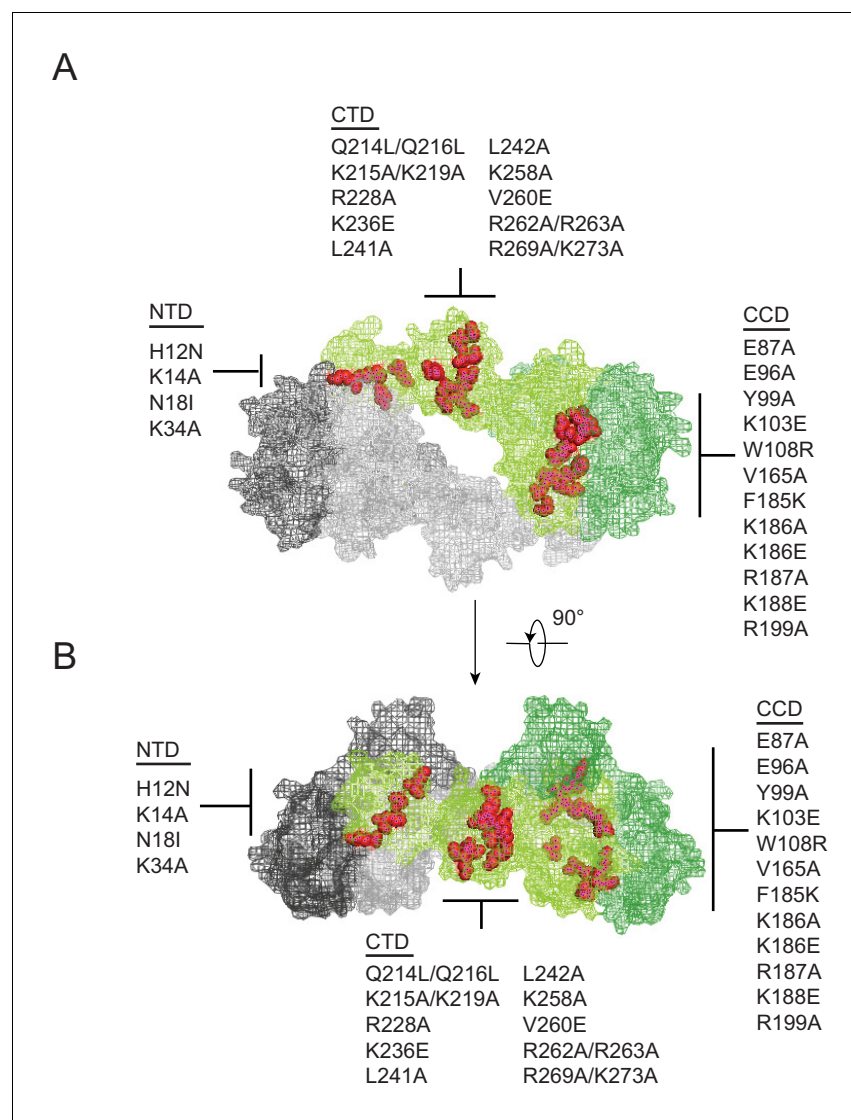 A
CTD
Q214L/Q216L L242A
K215A/K219A K258A
R228A V260E
K236E R262A/R263A
L241A R269A/K273A
NTD
H12N
K14A
N18I
K34A
CCD
E87A
E96A
Y99A
K103E
W108R
V165A
F185K
K186A
K186E
R187A
K188E
R199A
90°
B
NTD
H12N
K14A
N18I
K34A
CCD
E87A
E96A
Y99A
K103E
W108R
V165A
F185K
K186A
K186E
R187A
K188E
R199A
CTD
Q214L/Q216L L242A
K215A/K219A K258A
R228A V260E
K236E R262A/R263A
L241A R269A/K273A